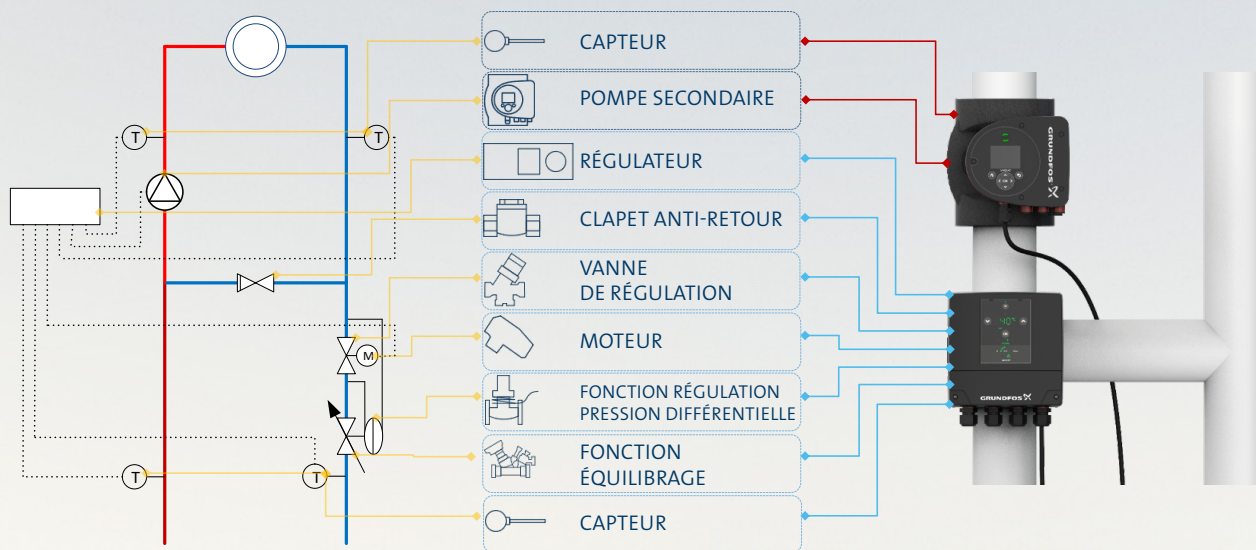 CAPTEUR
POMPE SECONDAIRE
RÉGULATEUR
CLAPET ANTI-RETOUR
VANNE
DE RÉGULATION
MOTEUR
FONCTION RÉGULATION
PRESSION DIFFÉRENTIELLE
FONCTION
ÉQUILIBRAGE
CAPTEUR
T
T
M
T
T
GRUNDFOS
GRUNDFOS